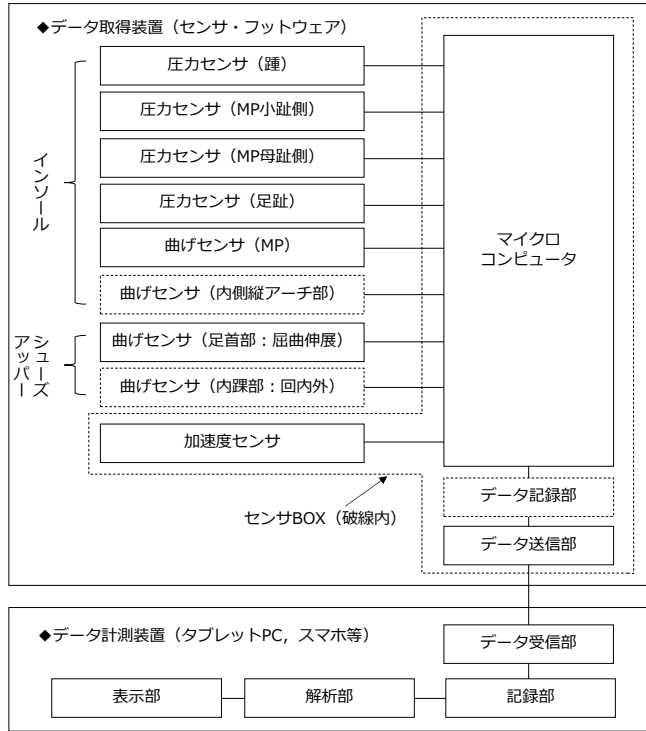 ◆データ取得装置（センサ・フットウェア）
インソール
圧力センサ（踵）
圧力センサ（MP小趾側）
圧力センサ（MP母趾側）
圧力センサ（足趾）
曲げセンサ（MP）
曲げセンサ（内側縦アーチ部）
シューズ
アッパー
曲げセンサ（足首部：屈曲伸展）
曲げセンサ（内踝部：回内外）
加速度センサ
マイクロ
コンピュータ
センサBOX（破線内）
データ記録部
データ送信部
◆データ計測装置（タブレットPC，スマホ等）
データ受信部
表示部
解析部
記録部